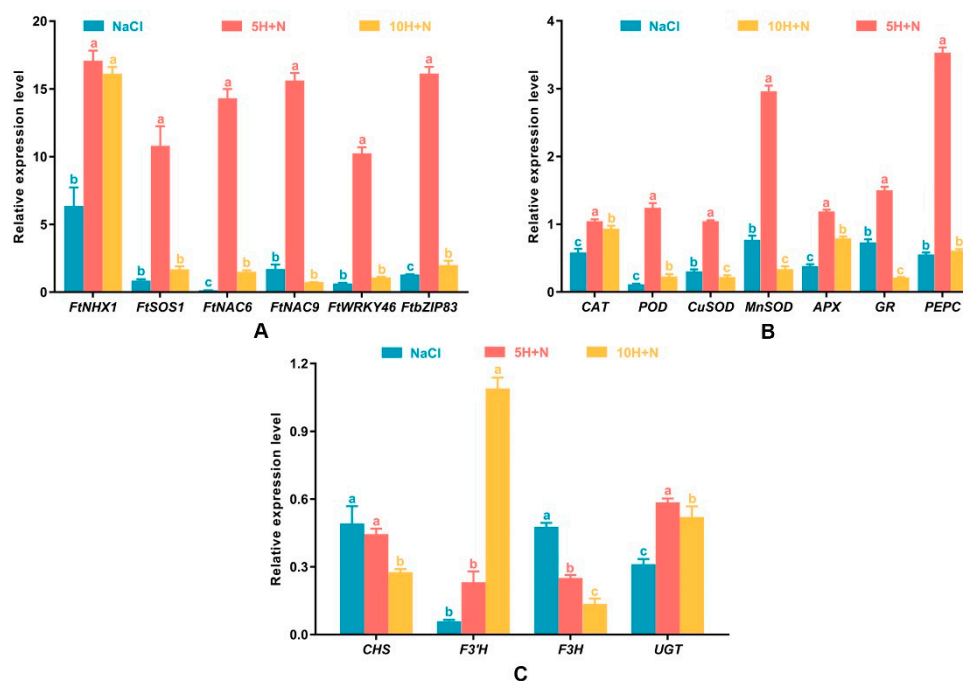 NaCl 5H+N 10H+N
Relative expression level
20
15
10
5
0
b a a
b a b
c a b
b a b
b a b
c a b
FtNHX1 FtSOS1 FtNAC6 FtNAC9 FtWRKY46 FtbZIP83
A
NaCl 10H+N 5H+N
Relative expression level
4
3
2
1
0
c a b
c a b
b a c
b a c
c a b
b a c
b a b
CAT POD CuSOD MnSOD APX GR PEPC
B
NaCl 5H+N 10H+N
Relative expression level
1.2
0.9
0.6
0.3
0.0
a a b
b b a
a b c
c a b
CHS F3'H F3H UGT
C